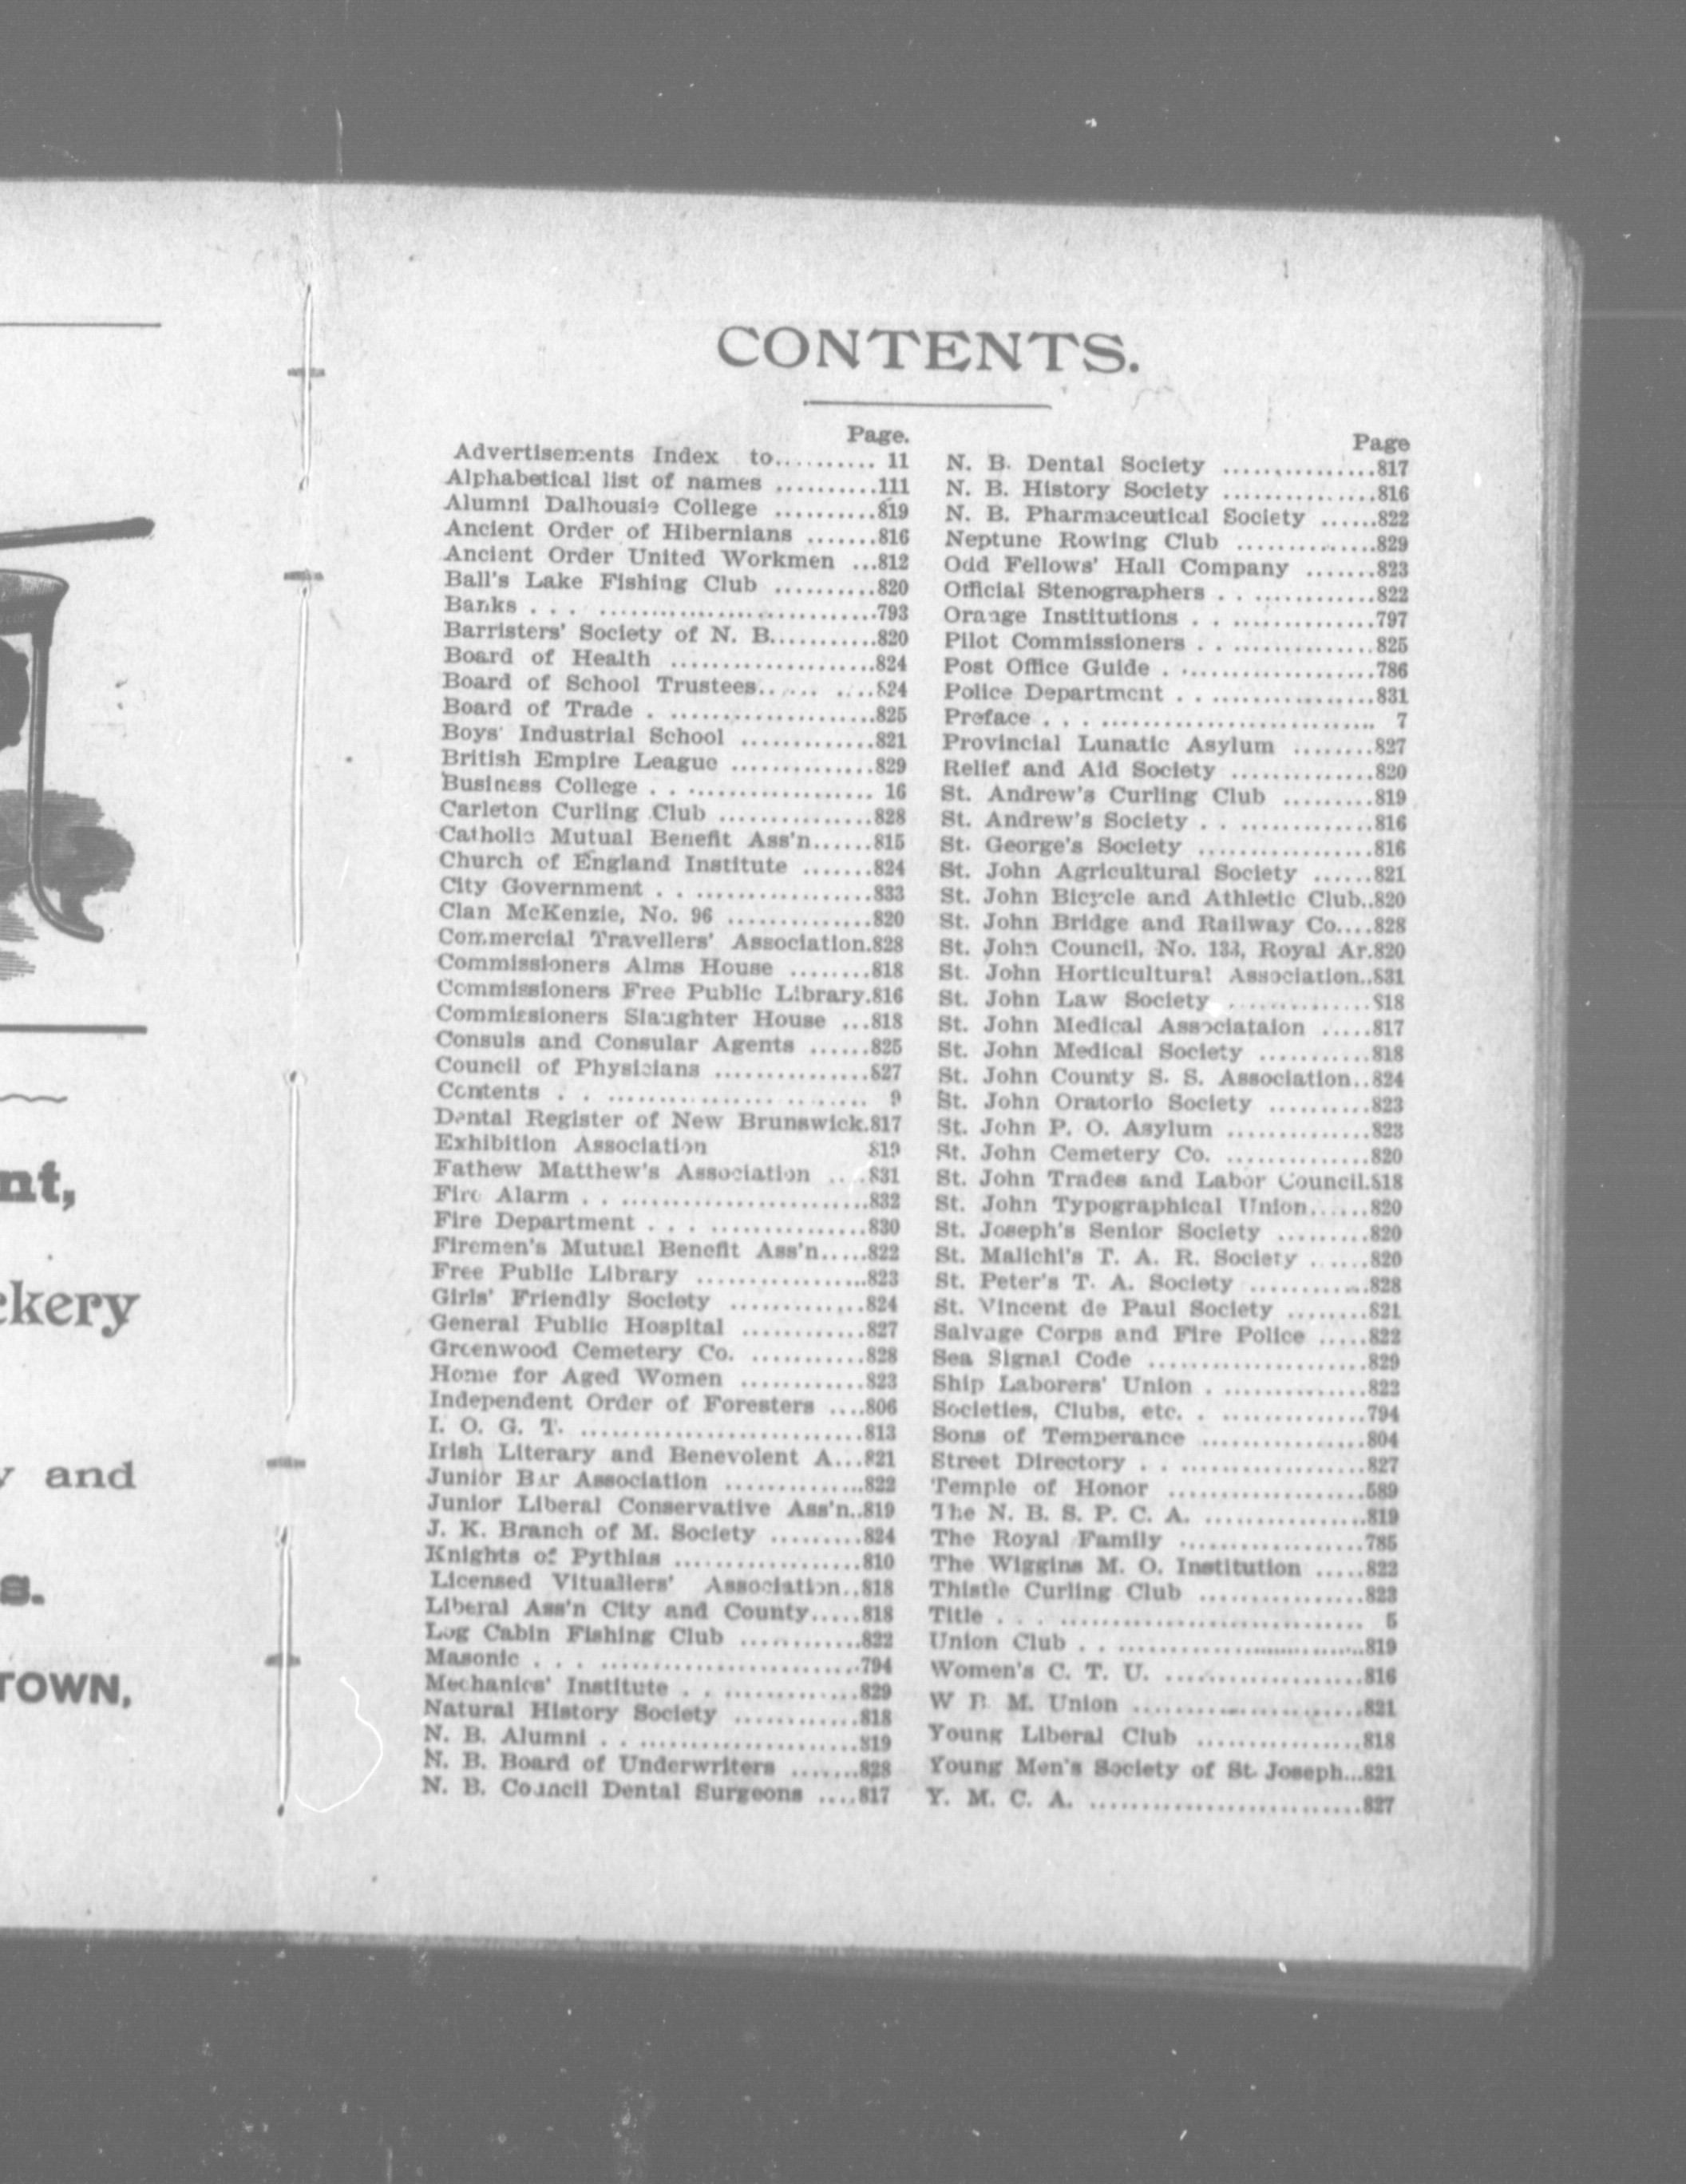 nt,
ckery
y and
s.
TOWN,
CONTENTS.
Page.
Advertisements Index to.......... 11
Alphabetical list of names ..........111
Alumni Dalhousie College ..........819
Ancient Order of Hibernians .......816
Ancient Order United Workmen ...812
Ball's Lake Fishing Club ..........820
Banks . . . ...........................793
Barristers' Society of N. B..........820
Board of Health ....................824
Board of School Trustees...... ....824
Board of Trade . ....................825
Boys' Industrial School .............821
British Empire League ..............829
Business College . . .................. 16
Carleton Curling Club ...............828
Catholic Mutual Benefit Ass'n......815
Church of England Institute .......824
City Government . . .................833
Clan McKenzie, No. 96 ..............820
Commercial Travellers' Association.828
Commissioners Alms House ........818
Commissioners Free Public Library.816
Commissioners Slaughter House ...818
Consuls and Consular Agents ......825
Council of Physicians ...............827
Contents . . ................ ........ 9
Dental Register of New Brunswick.817
Exhibition Association 819
Fathew Matthew's Association ....831
Fire Alarm . . ........................832
Fire Department . . . ................830
Firemen's Mutual Benefit Ass'n.....822
Free Public Library .................823
Girls' Friendly Society .............824
General Public Hospital ............827
Greenwood Cemetery Co. ...........828
Home for Aged Women ............823
Independent Order of Foresters ....806
I. O. G. T. ...........................813
Irish Literary and Benevolent A...821
Junior Bar Association ..............822
Junior Liberal Conservative Ass'n..819
J. K. Branch of M. Society .........824
Knights of Pythias ..................810
Licensed Vituallers' Association..818
Liberal Ass'n City and County.....818
Log Cabin Fishing Club ............822
Masonic . . . .........................794
Mechanics' Institute . . .............829
Natural History Society ............818
N. B. Alumni . . .....................819
N. B. Board of Underwriters .......828
N. B. Council Dental Surgeons ....817
Page
N. B. Dental Society ...............817
N. B. History Society ...............816
N. B. Pharmaceutical Society ......822
Neptune Rowing Club ..............829
Odd Fellows' Hall Company .......823
Official Stenographers . . ............822
Orange Institutions . . ...............797
Pilot Commissioners . . ..............825
Post Office Guide . ...................786
Police Department . . ................831
Preface . . . .......................... 7
Provincial Lunatic Asylum ........827
Relief and Aid Society ..............820
St. Andrew's Curling Club .........819
St. Andrew's Society . . .............816
St. George's Society .................816
St. John Agricultural Society ......821
St. John Bicycle and Athletic Club..820
St. John Bridge and Railway Co....828
St. John Council, No. 133, Royal Ar.820
St. John Horticultural Association..831
St. John Law Society ..............818
St. John Medical Associataion .....817
St. John Medical Society ...........818
St. John County S. S. Association..824
St. John Oratorio Society ..........823
St. John P. O. Asylum ..............823
St. John Cemetery Co. ..............820
St. John Trades and Labor Council.818
St. John Typographical Union......820
St. Joseph's Senior Society .........820
St. Malichi's T. A. R. Society ......820
St. Peter's T. A. Society ............828
St. Vincent de Paul Society ........821
Salvage Corps and Fire Police .....822
Sea Signal Code .....................829
Ship Laborers' Union . ..............822
Societies, Clubs, etc. . ..............794
Sons of Temperance ................804
Street Directory . . ..................827
Temple of Honor ...................589
The N. B. S. P. C. A. ................819
The Royal Family ..................785
The Wiggins M. O. Institution .....822
Thistle Curling Club ................823
Title . . . .............................. 5
Union Club . . ........................819
Women's C. T. U. ...................816
W B. M. Union ......................821
Young Liberal Club ................818
Young Men's Society of St. Joseph...821
Y. M. C. A. ..........................827